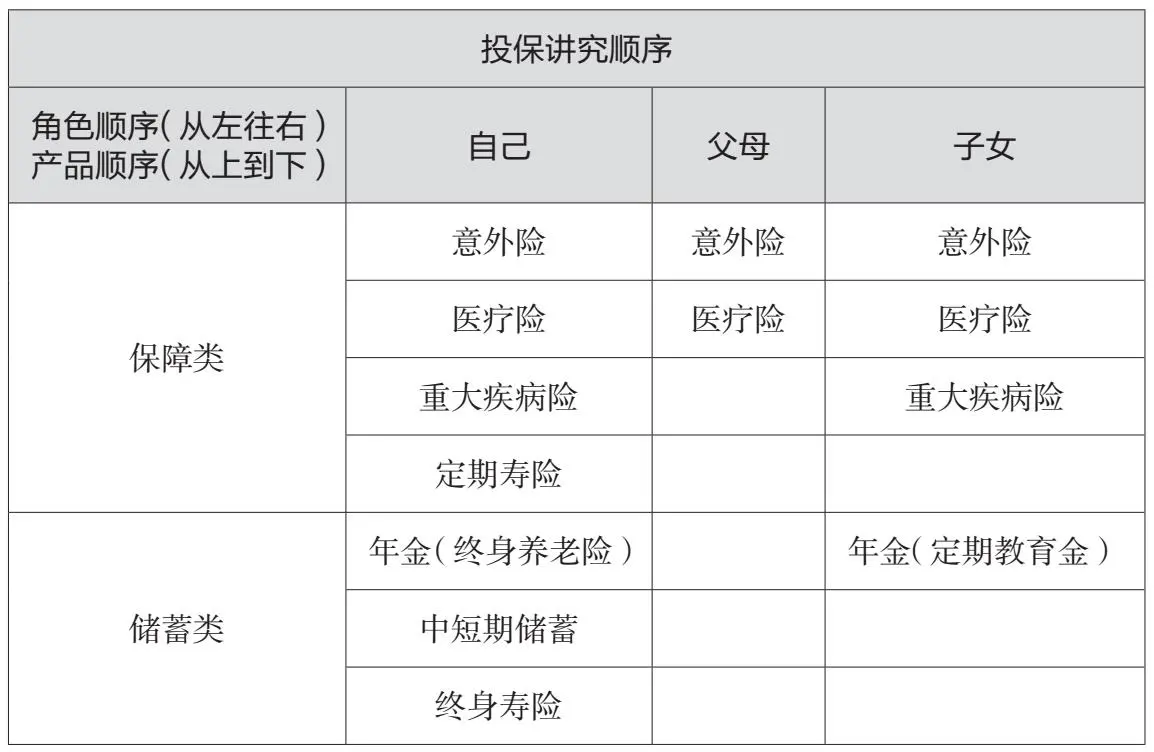 投保讲究顺序
角色顺序(从左往右)
产品顺序(从上到下)
自己 父母 子女
保障类
意外险 意外险 意外险
医疗险 医疗险 医疗险
重大疾病险 重大疾病险
定期寿险
储蓄类
年金(终身养老险) 年金(定期教育金)
中短期储蓄
终身寿险